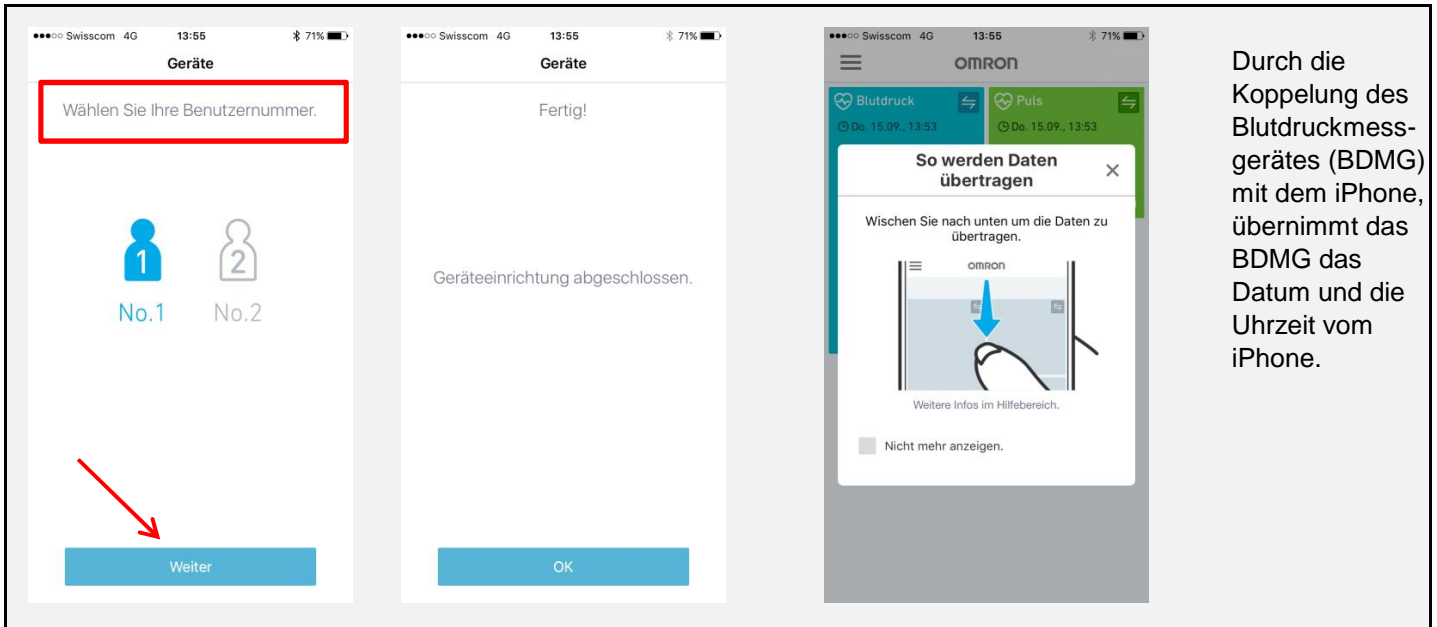 Swisscom 4G 13:55 71%
Geräte
Wählen Sie Ihre Benutzernummer.
1
2
No.1
No.2
Weiter
Swisscom 4G 13:55 71%
Geräte
Fertig!
Geräteeinrichtung abgeschlossen.
OK
Swisscom 4G 13:55 71%
OMRON
Blutdruck
Do. 15.09., 13:53
Puls
Do. 15.09., 13:53
So werden Daten
übertragen
Wischen Sie nach unten um die Daten zu
übertragen.
OMRON
Weitere Infos im Hilfebereich.
Nicht mehr anzeigen.
Durch die
Koppelung des
Blutdruckmess-
gerätes (BDMG)
mit dem iPhone,
übernimmt das
BDMG das
Datum und die
Uhrzeit vom
iPhone.